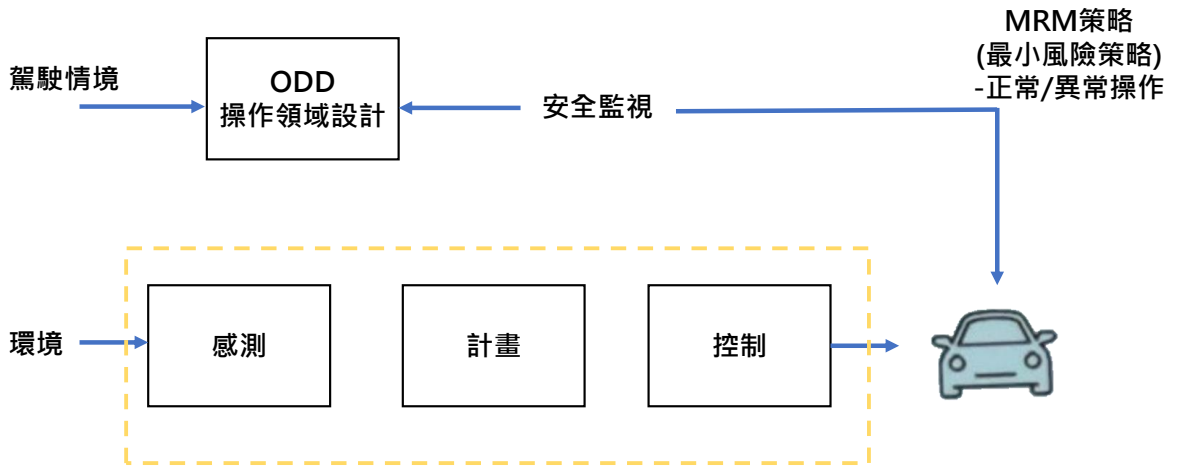 MRM策略
(最小風險策略)
-正常/異常操作
駕駛情境
ODD
操作領域設計
安全監視
環境
感測
計畫
控制